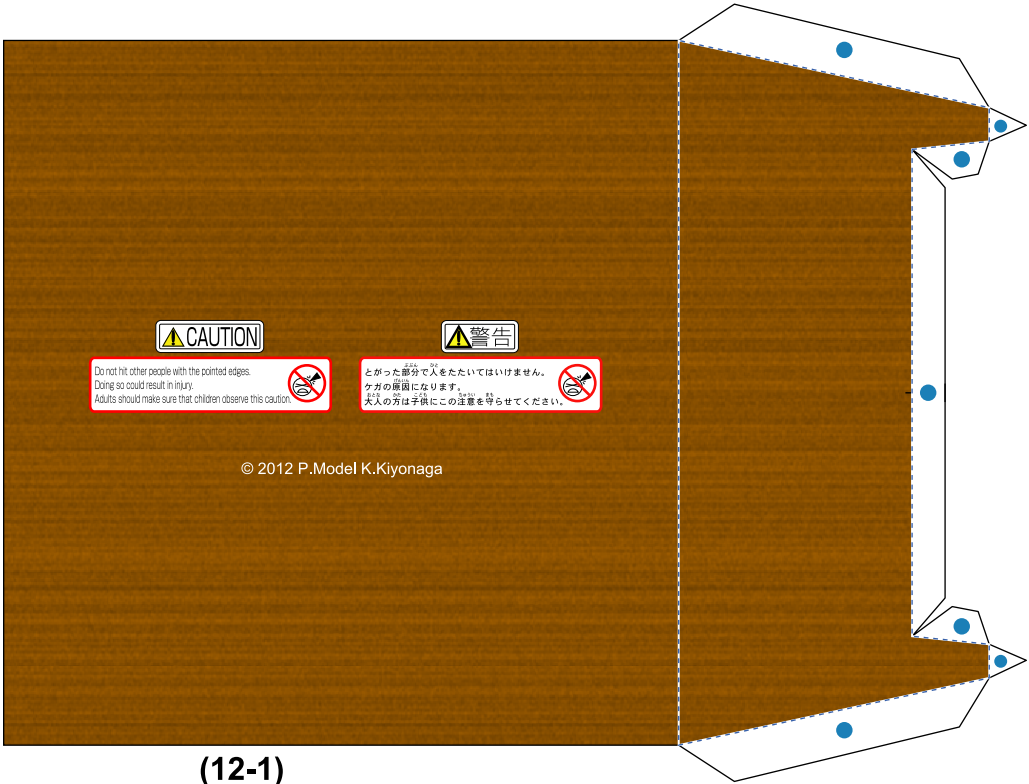 CAUTION
Do not hit other people with the pointed edges.
Doing so could result in injury.
Adults should make sure that children observe this caution.
警告
とがった部分で人をたたいてはいけません。
ケガの原因になります。
大人の方は子供にこの注意を守らせてください。
© 2012 P.Model K.Kiyonaga
(12-1)